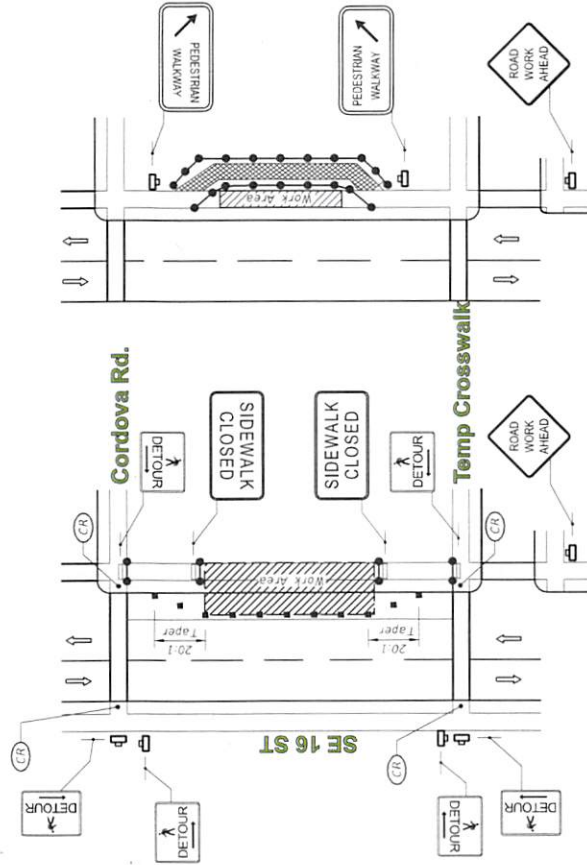 PEDESTRIAN
WALKWAY
PEDESTRIAN
WALKWAY
ROAD
WORK
AHEAD
Work Area
Cordova Rd.
Temp Crosswalk
DETOUR
SIDEWALK
CLOSED
SIDEWALK
CLOSED
DETOUR
ROAD
WORK
AHEAD
CR
CR
Work Area
Taper
20:1
Taper
20:1
SE 16 ST
CR
CR
DETOUR
DETOUR
DETOUR
DETOUR